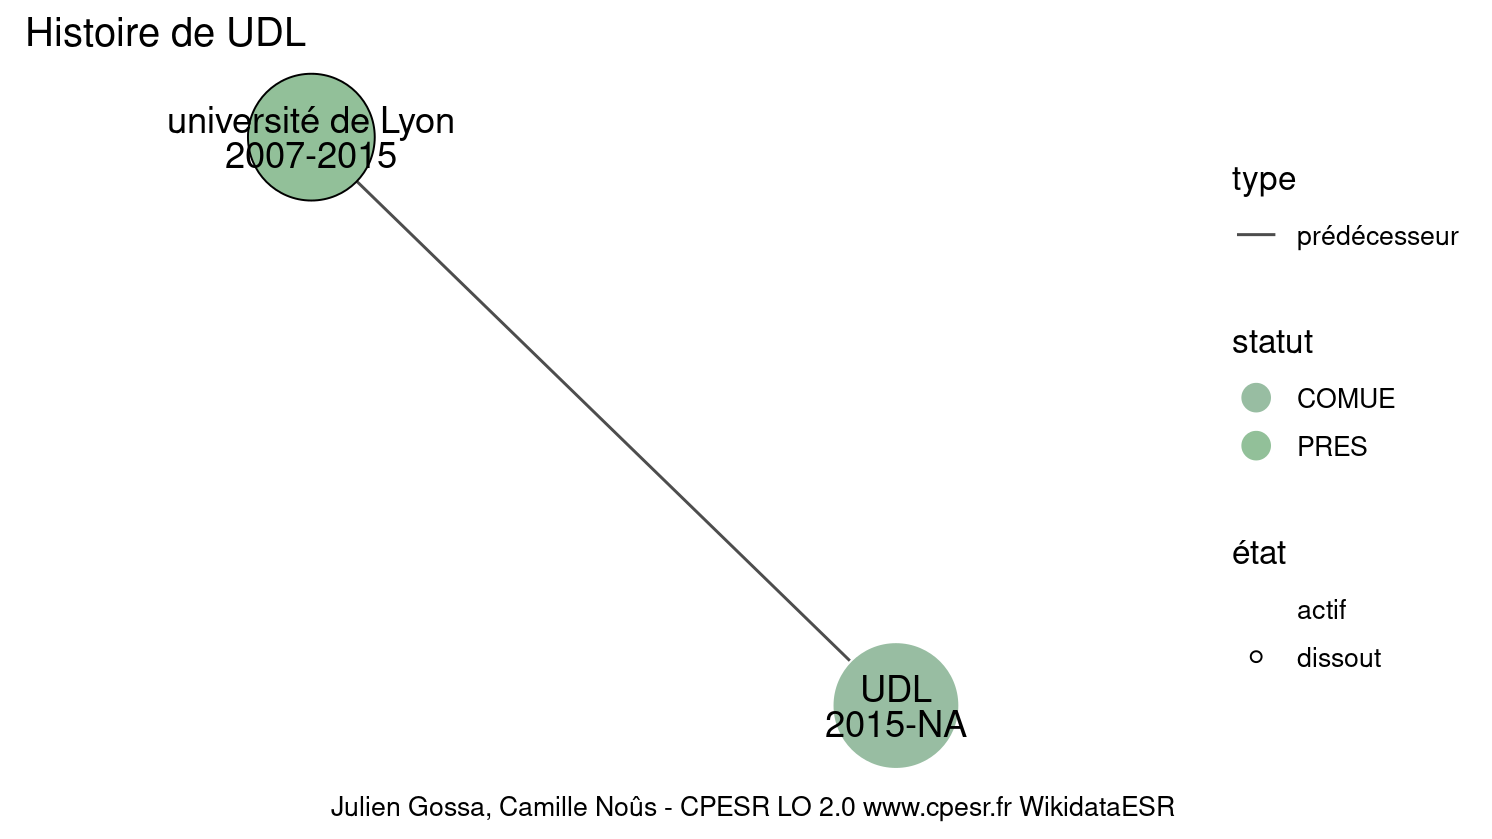 Histoire de UDL
université de Lyon
2007-2015
type
prédécesseur
statut
COMUE
PRES
état
actif
dissout
UDL
2015-NA
Julien Gossa, Camille Noûs - CPESR LO 2.0 www.cpesr.fr WikidataESR